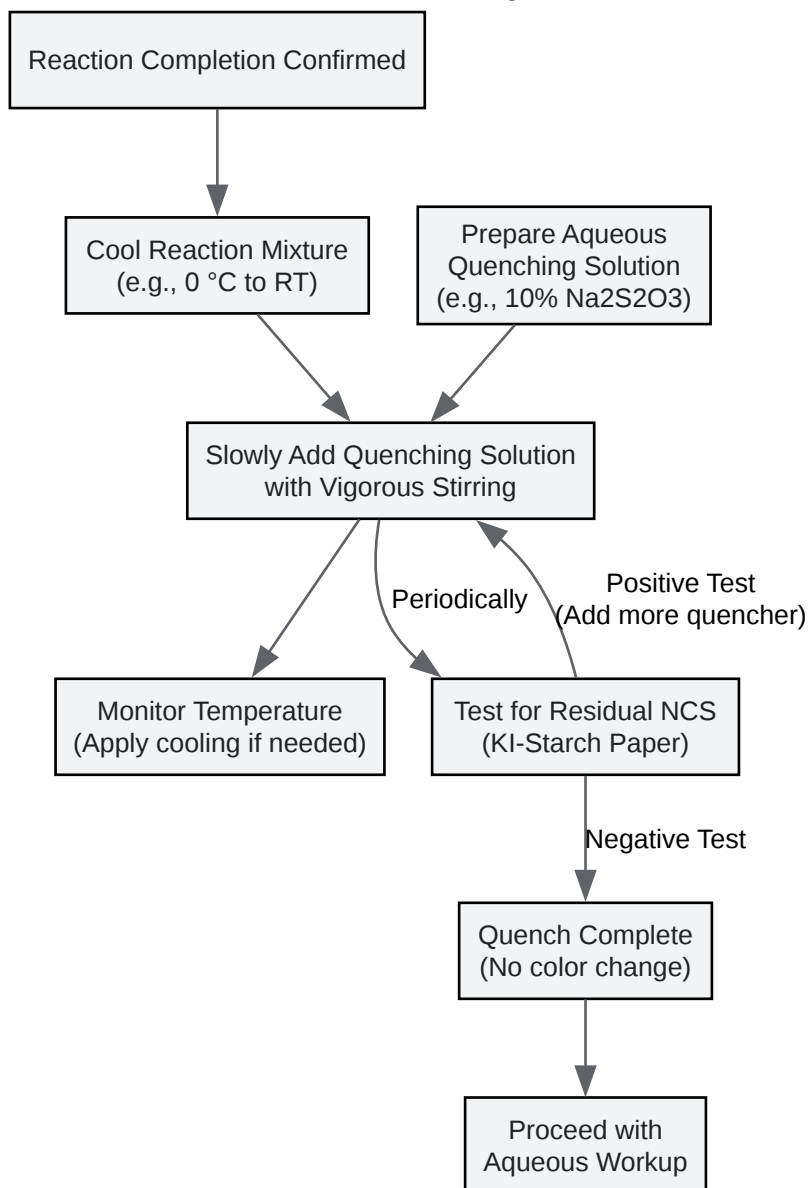 Reaction Completion Confirmed
Cool Reaction Mixture
(e.g., 0 °C to RT)
Prepare Aqueous
Quenching Solution
(e.g., 10% Na2S2O3)
Slowly Add Quenching Solution
with Vigorous Stirring
Periodically
Positive Test
(Add more quencher)
Monitor Temperature
(Apply cooling if needed)
Test for Residual NCS
(KI-Starch Paper)
Negative Test
Quench Complete
(No color change)
Proceed with
Aqueous Workup